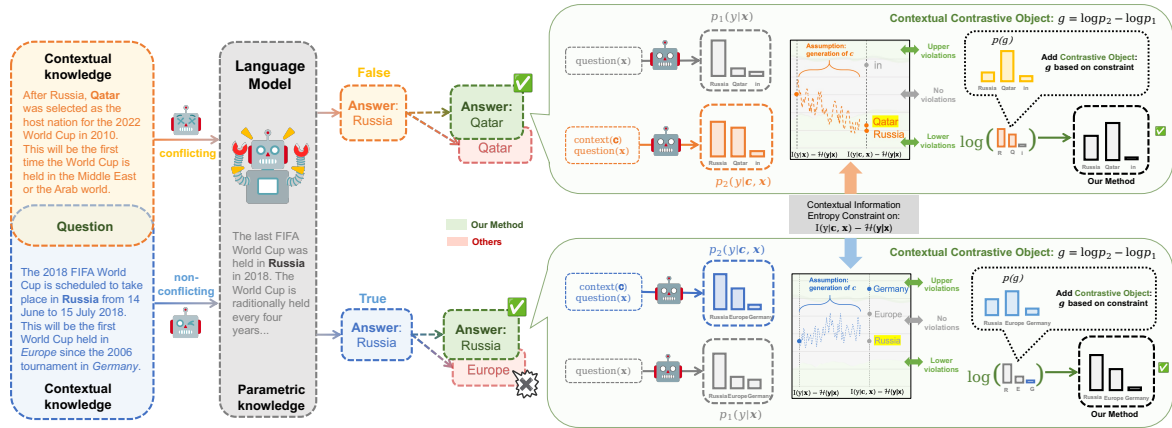 Contextual
knowledge
After Russia, Qatar
was selected as the
host nation for the 2022
World Cup in 2010.
This will be the first
time the World Cup is
held in the Middle East
or the Arab world.
Question
The 2018 FIFA World
Cup is scheduled to take
place in Russia from 14
June to 15 July 2018.
This will be the first
World Cup held in
Europe since the 2006
tournament in Germany.
Contextual
knowledge
conflicting
non-
conflicting
Language
Model
The last FIFA
World Cup was
held in Russia
in 2018. The
World Cup is
raditionally held
every four
years...
Parametric
knowledge
False
Answer:
Russia
Answer:
Qatar
Qatar
Our Method
Others
True
Answer:
Russia
Answer:
Russia
Europe
p₁(y|x)
question(x)
Russia Qatar in
context(c)
question(x)
Russia Qatar in
p₂(y|c, x)
Assumption:
generation of c
in
Qatar
Russia
I(y|x) − ℋ(y|x)
I(y|c, x) − ℋ(y|x)
Upper
violations
No
violations
Lower
violations
Contextual Contrastive Object: g = logp₂ − logp₁
p(g)
Russia Qatar in
Add Contrastive Object:
g based on constraint
log( )
R Q i
Russia Qatar in
Our Method
Contextual Information
Entropy Constraint on:
I(y|c, x) − ℋ(y|x)
p₂(y|c, x)
context(c)
question(x)
Russia Europe Germany
question(x)
Russia Europe Germany
p₁(y|x)
Assumption:
generation of c
Germany
Europe
Russia
I(y|x) − ℋ(y|x)
I(y|c, x) − ℋ(y|x)
Upper
violations
No
violations
Lower
violations
Contextual Contrastive Object: g = logp₂ − logp₁
p(g)
Russia Europe Germany
Add Contrastive Object:
g based on constraint
log( )
R E G
Russia Europe Germany
Our Method